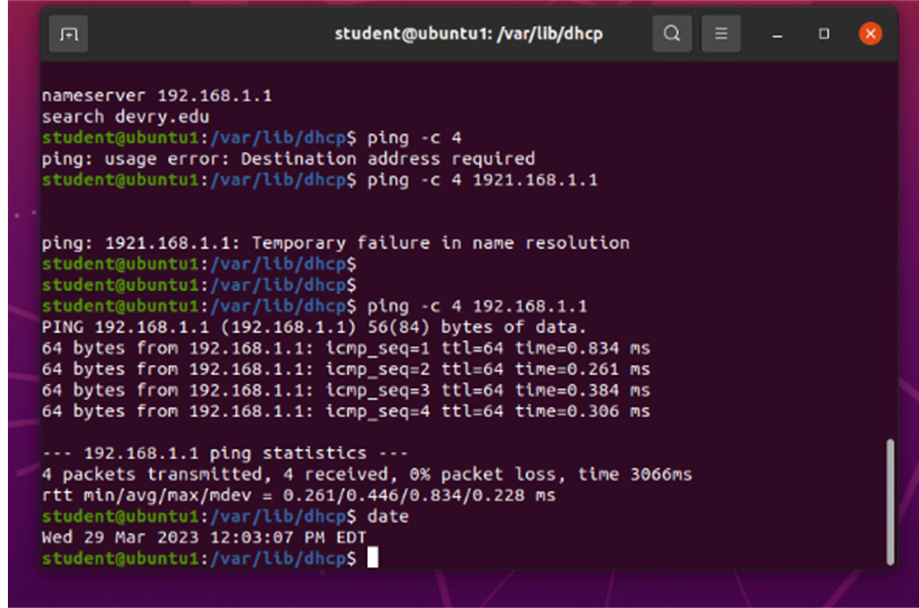 student@ubuntu1: /var/lib/dhcp
nameserver 192.168.1.1
search devry.edu
student@ubuntu1:/var/lib/dhcp$ ping -c 4
ping: usage error: Destination address required
student@ubuntu1:/var/lib/dhcp$ ping -c 4 1921.168.1.1
ping: 1921.168.1.1: Temporary failure in name resolution
student@ubuntu1:/var/lib/dhcp$
student@ubuntu1:/var/lib/dhcp$
student@ubuntu1:/var/lib/dhcp$ ping -c 4 192.168.1.1
PING 192.168.1.1 (192.168.1.1) 56(84) bytes of data.
64 bytes from 192.168.1.1: icmp_seq=1 ttl=64 time=0.834 ms
64 bytes from 192.168.1.1: icmp_seq=2 ttl=64 time=0.261 ms
64 bytes from 192.168.1.1: icmp_seq=3 ttl=64 time=0.384 ms
64 bytes from 192.168.1.1: icmp_seq=4 ttl=64 time=0.306 ms
--- 192.168.1.1 ping statistics ---
4 packets transmitted, 4 received, 0% packet loss, time 3066ms
rtt min/avg/max/mdev = 0.261/0.446/0.834/0.228 ms
student@ubuntu1:/var/lib/dhcp$ date
Wed 29 Mar 2023 12:03:07 PM EDT
student@ubuntu1:/var/lib/dhcp$